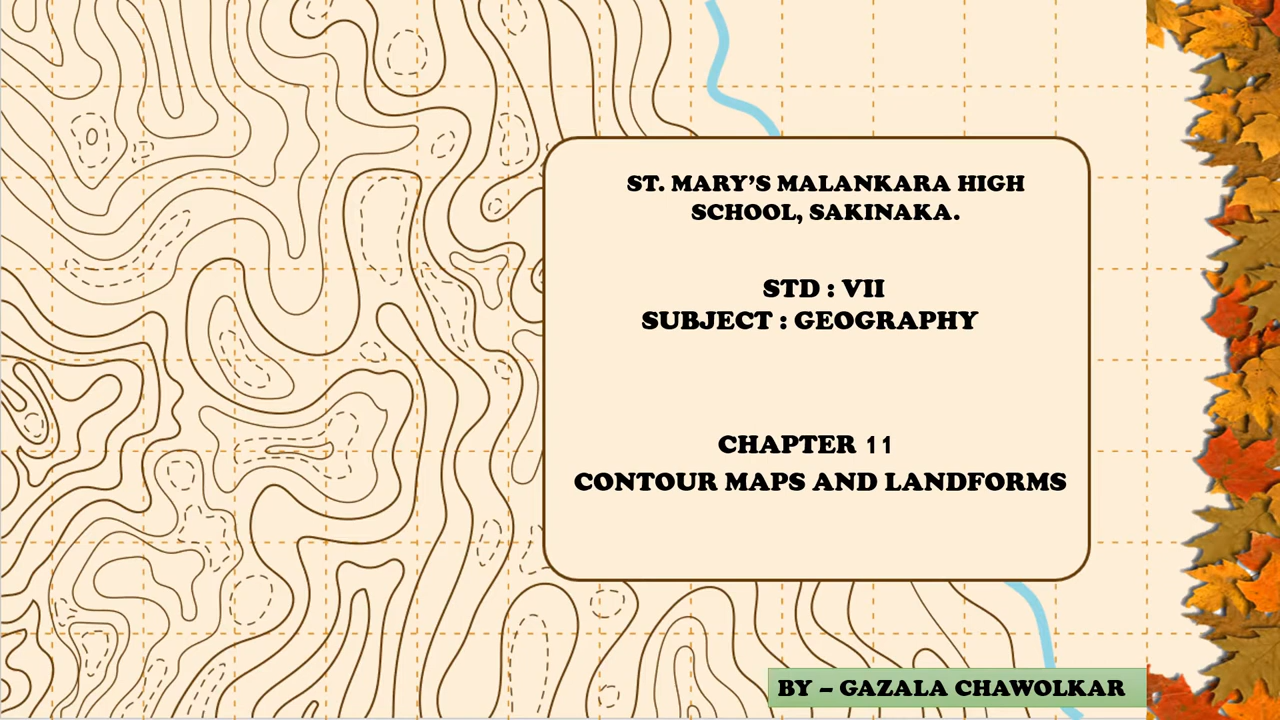 ST. MARY’S MALANKARA HIGH
SCHOOL, SAKINAKA.
STD : VII
SUBJECT : GEOGRAPHY
CHAPTER 11
CONTOUR MAPS AND LANDFORMS
BY – GAZALA CHAWOLKAR